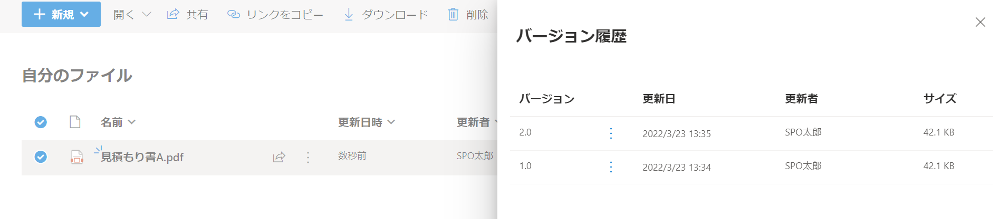 新規 開く 共有 リンクをコピー ダウンロード 削除
自分のファイル
名前 更新日時 更新者
見積もり書A.pdf 数秒前 SPO太郎
バージョン履歴
バージョン 更新日 更新者 サイズ
2.0 2022/3/23 13:35 SPO太郎 42.1 KB
1.0 2022/3/23 13:34 SPO太郎 42.1 KB